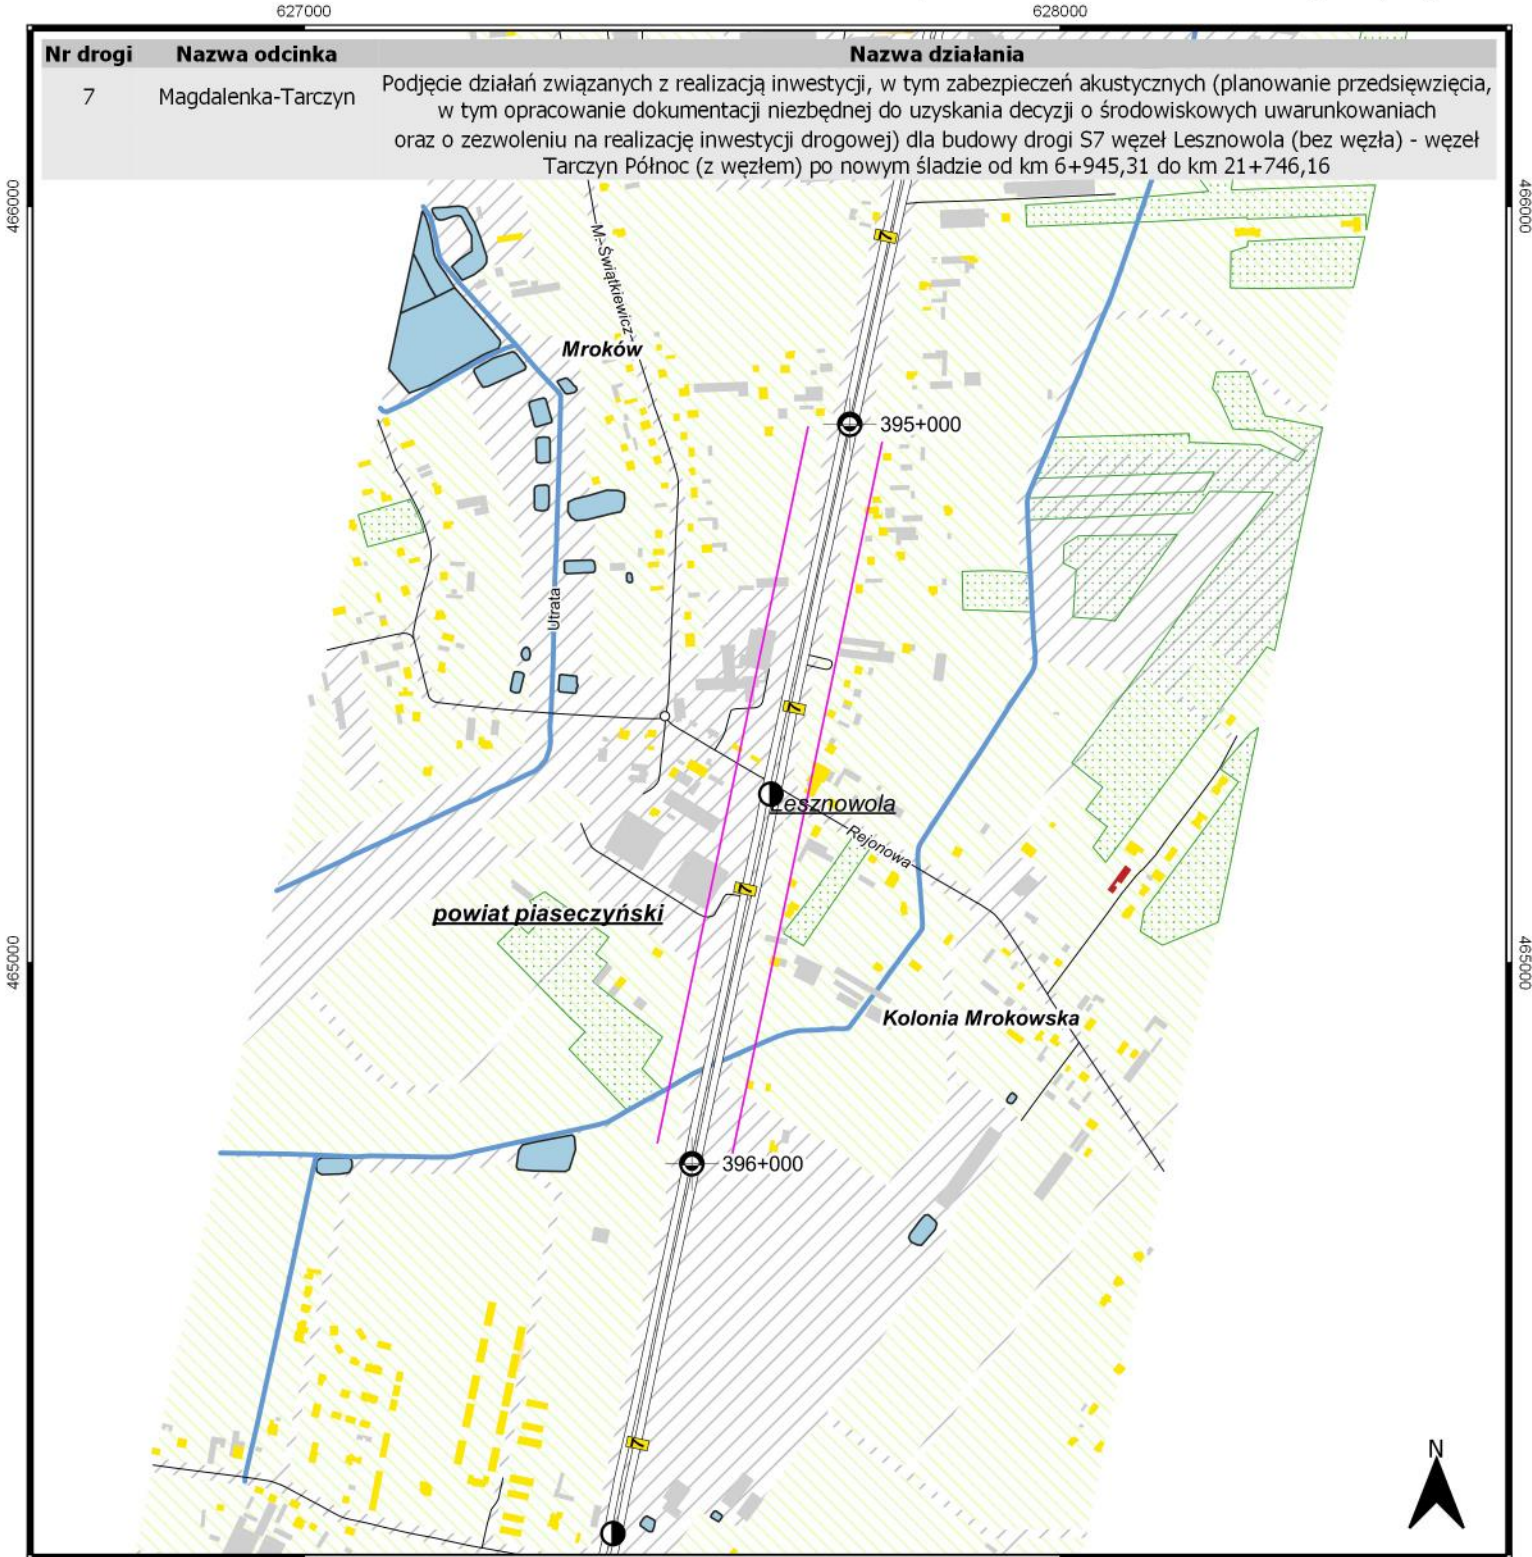 627000
628000
Nr drogi Nazwa odcinka Nazwa działania
7 Magdalenka-Tarczyn
Podjęcie działań związanych z realizacją inwestycji, w tym zabezpieczeń akustycznych (planowanie przedsięwzięcia,
w tym opracowanie dokumentacji niezbędnej do uzyskania decyzji o środowiskowych uwarunkowaniach
oraz o zezwoleniu na realizację inwestycji drogowej) dla budowy drogi S7 węzeł Lesznowola (bez węzła) - węzeł
Tarczyn Północ (z węzłem) po nowym śladzie od km 6+945,31 do km 21+746,16
466000
466000
7
M. Świątkiewicz
Mroków
395+000
Utrata
7
Lesznowola
Rejonowa
7
powiat piaseczyński
465000
465000
Kolonia Mrokowska
396+000
7
N